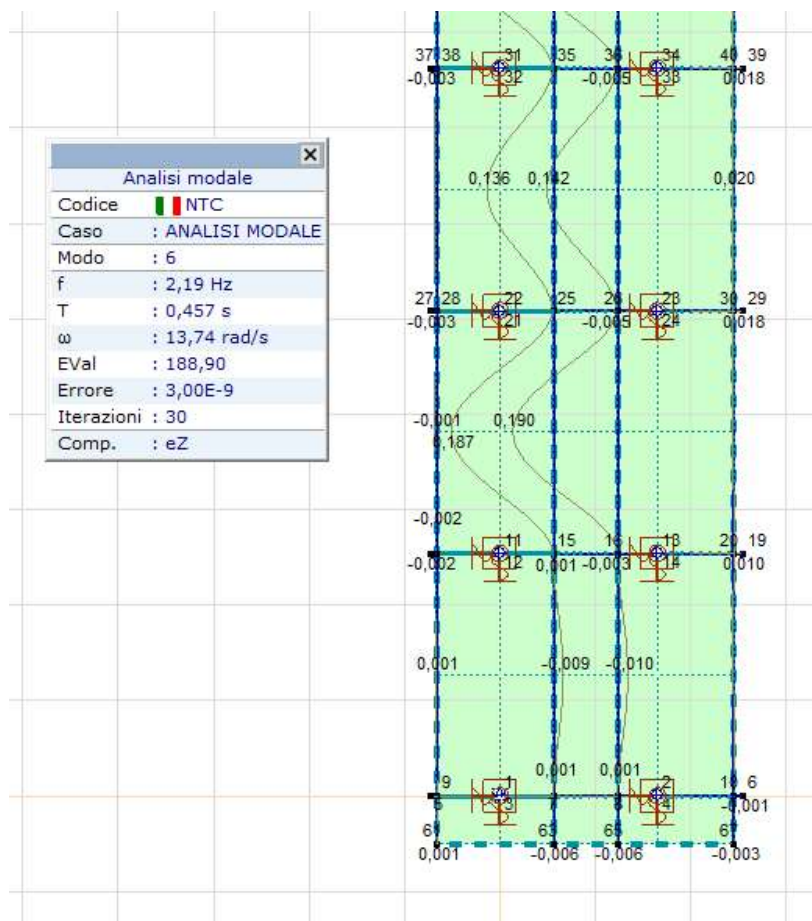 37 38 31 35 36 34 40 39
-0,003 32 -0,005 33 0,018
Analisi modale
Codice NTC
Caso : ANALISI MODALE
Modo : 6
f : 2,19 Hz
T : 0,457 s
ω : 13,74 rad/s
EVal : 188,90
Errore : 3,00E-9
Iterazioni : 30
Comp. : eZ
0,136 0,142 0,020
27 28 22 25 26 23 30 29
-0,003 21 -0,005 24 0,018
-0,001 0,190
0,187
-0,002
11 15 16 13 20 19
-0,002 12 0,001 -0,003 14 0,010
0,001 -0,009 -0,010
0,001 0,001
9 1 2 6
3 4 -0,001
63
0,001 -0,006 -0,006 -0,003